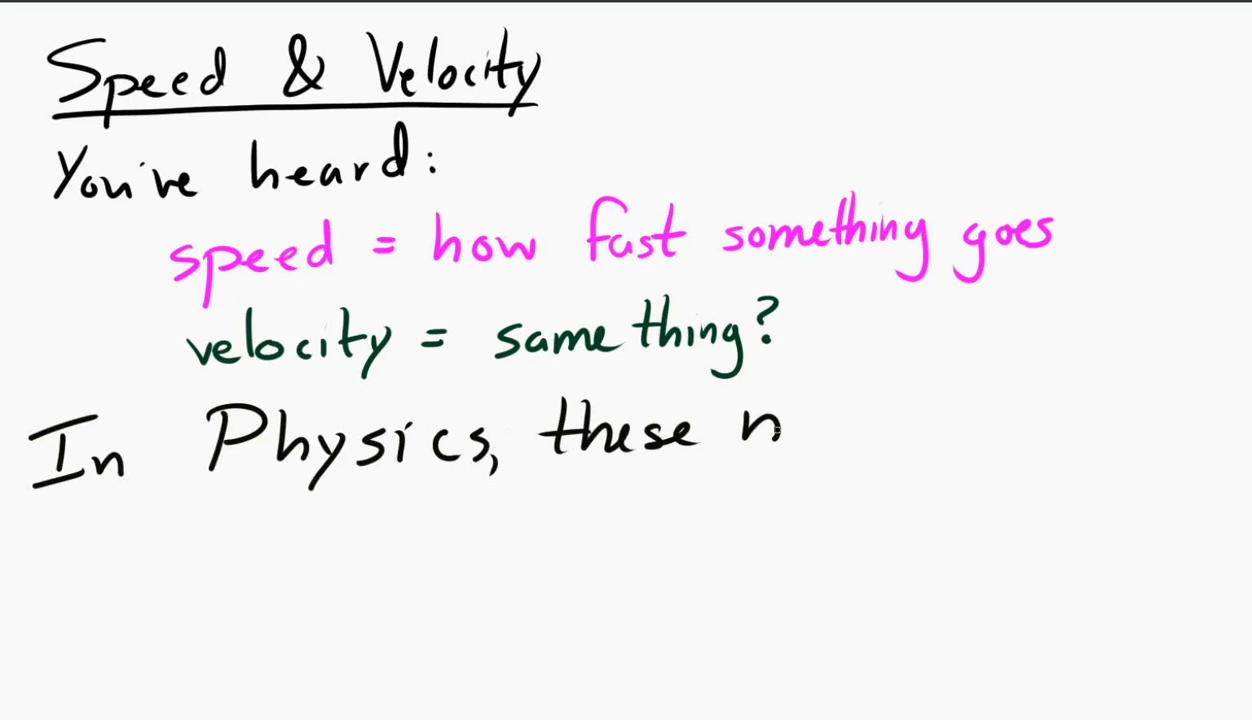 Speed & Velocity
You've heard:
speed = how fast something goes
velocity = same thing?
In Physics, these n